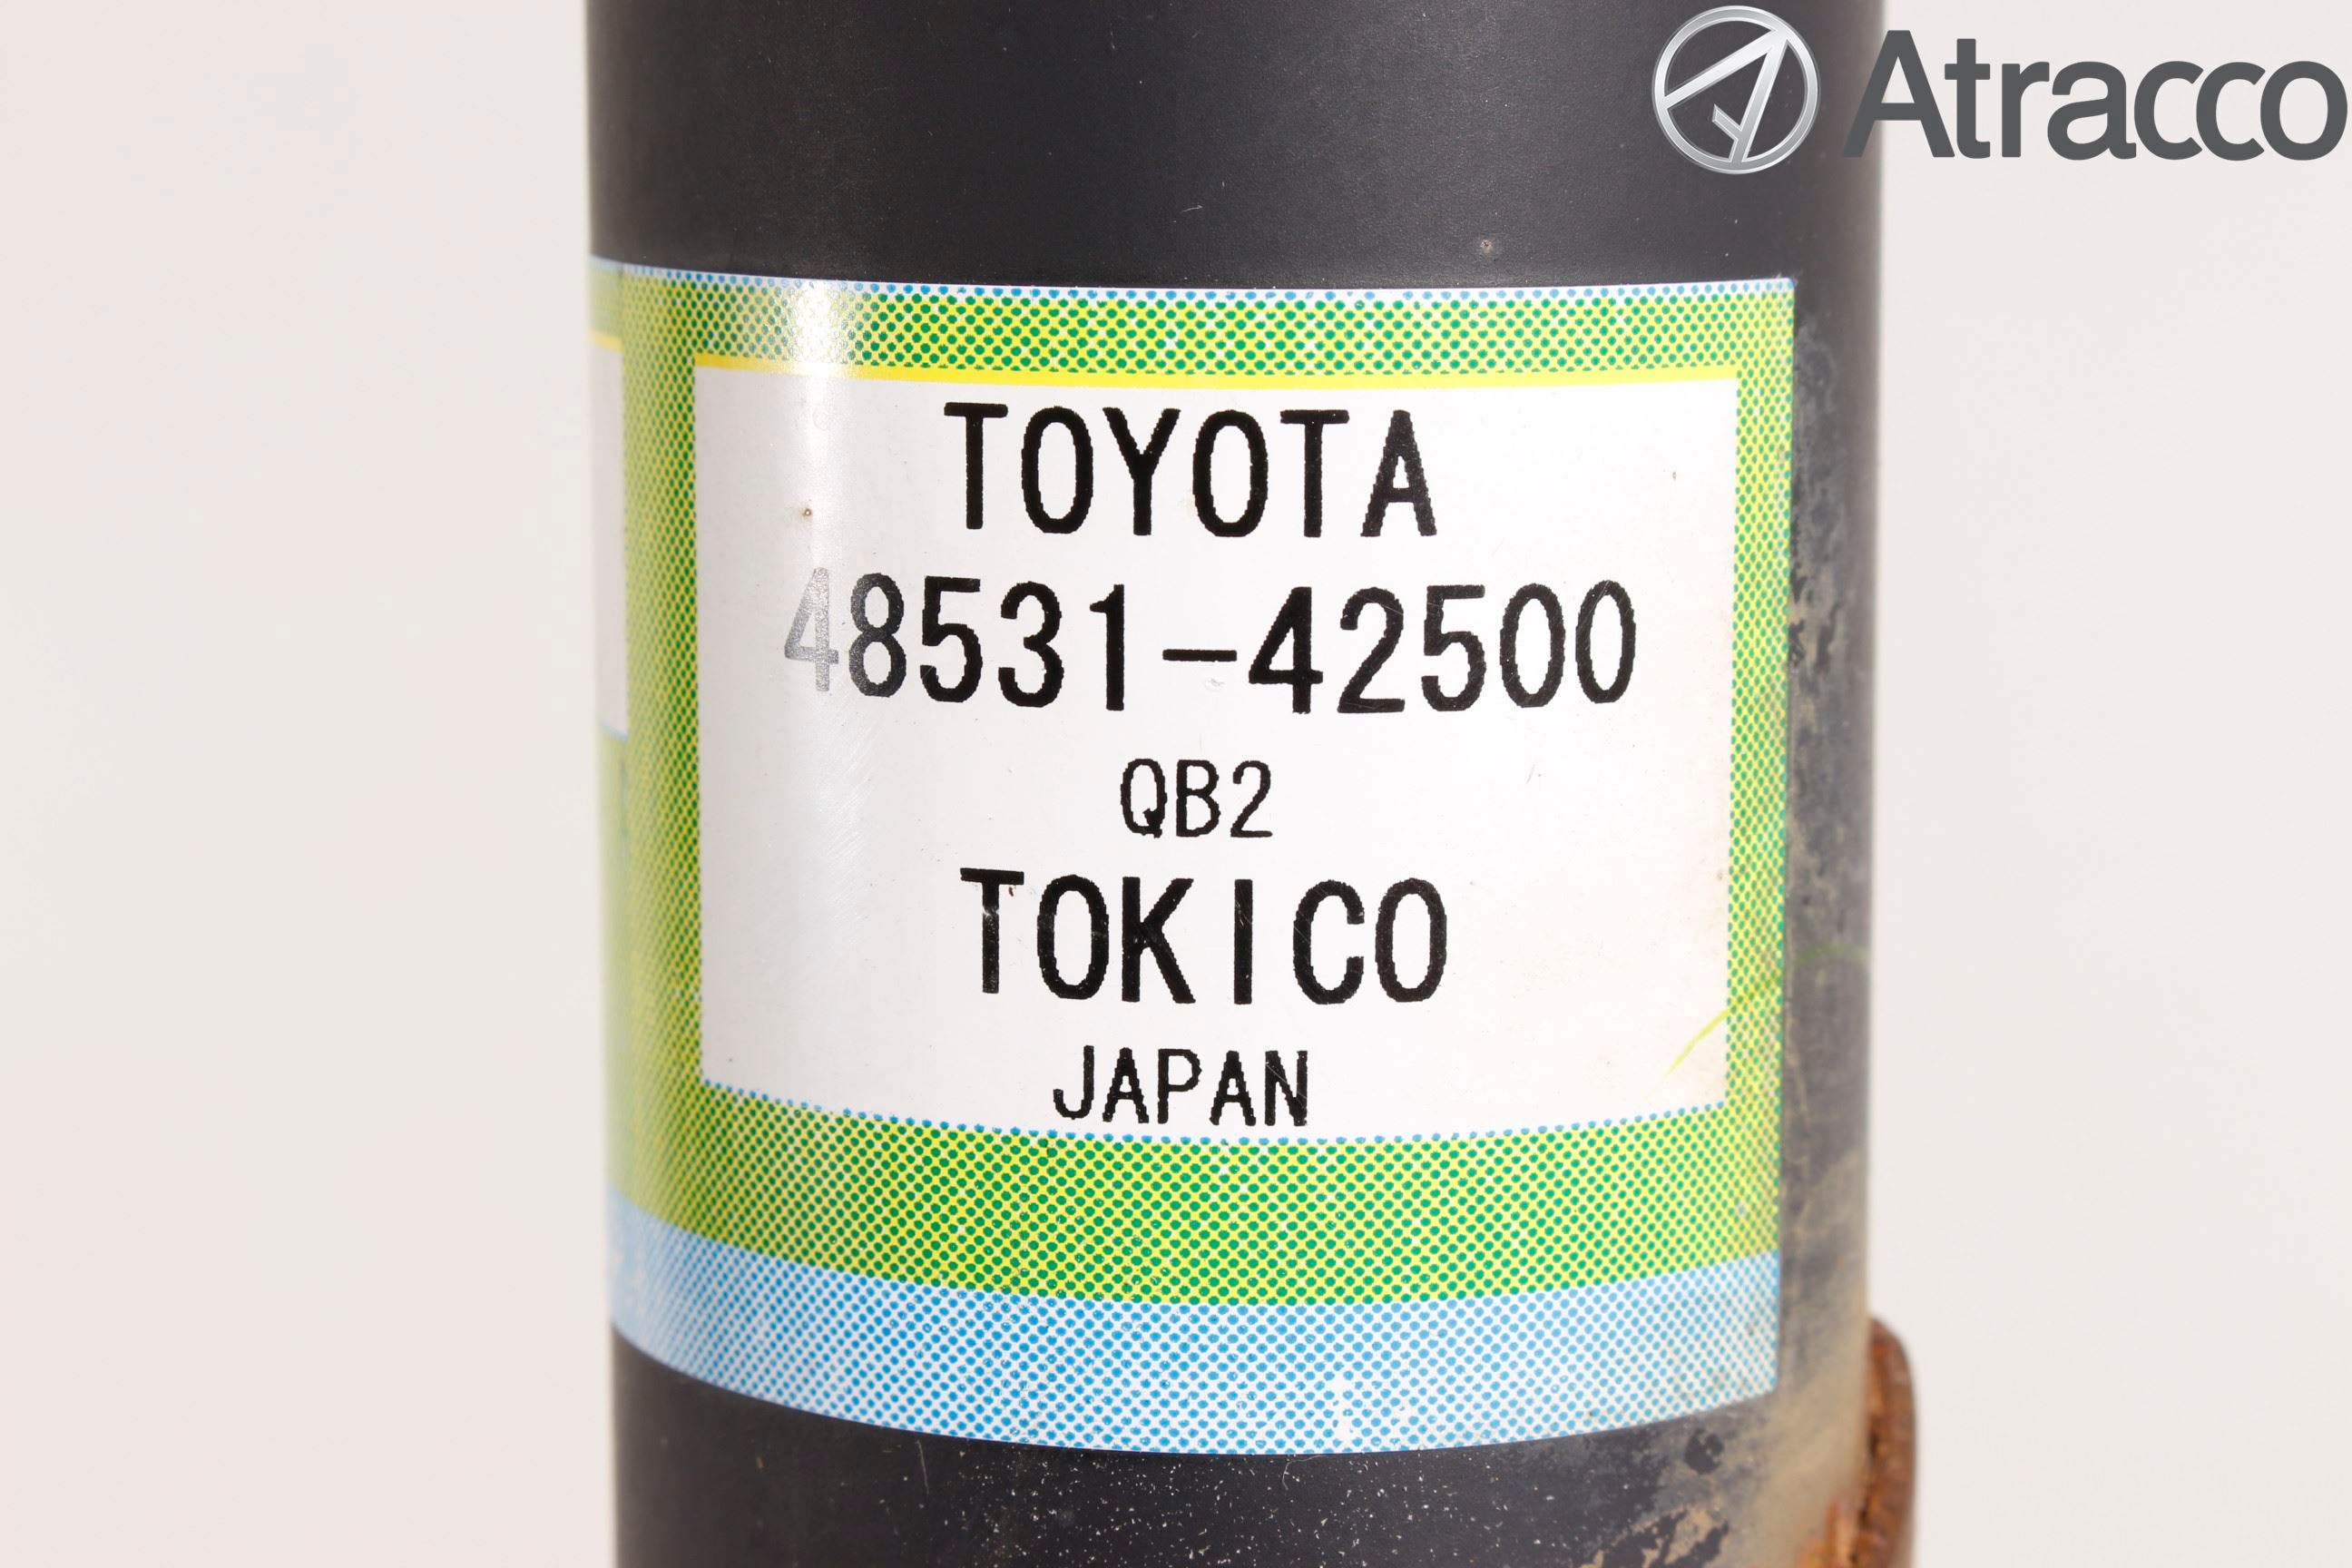 Atracco
TOYOTA
48531-42500
QB2
TOKICO
JAPAN